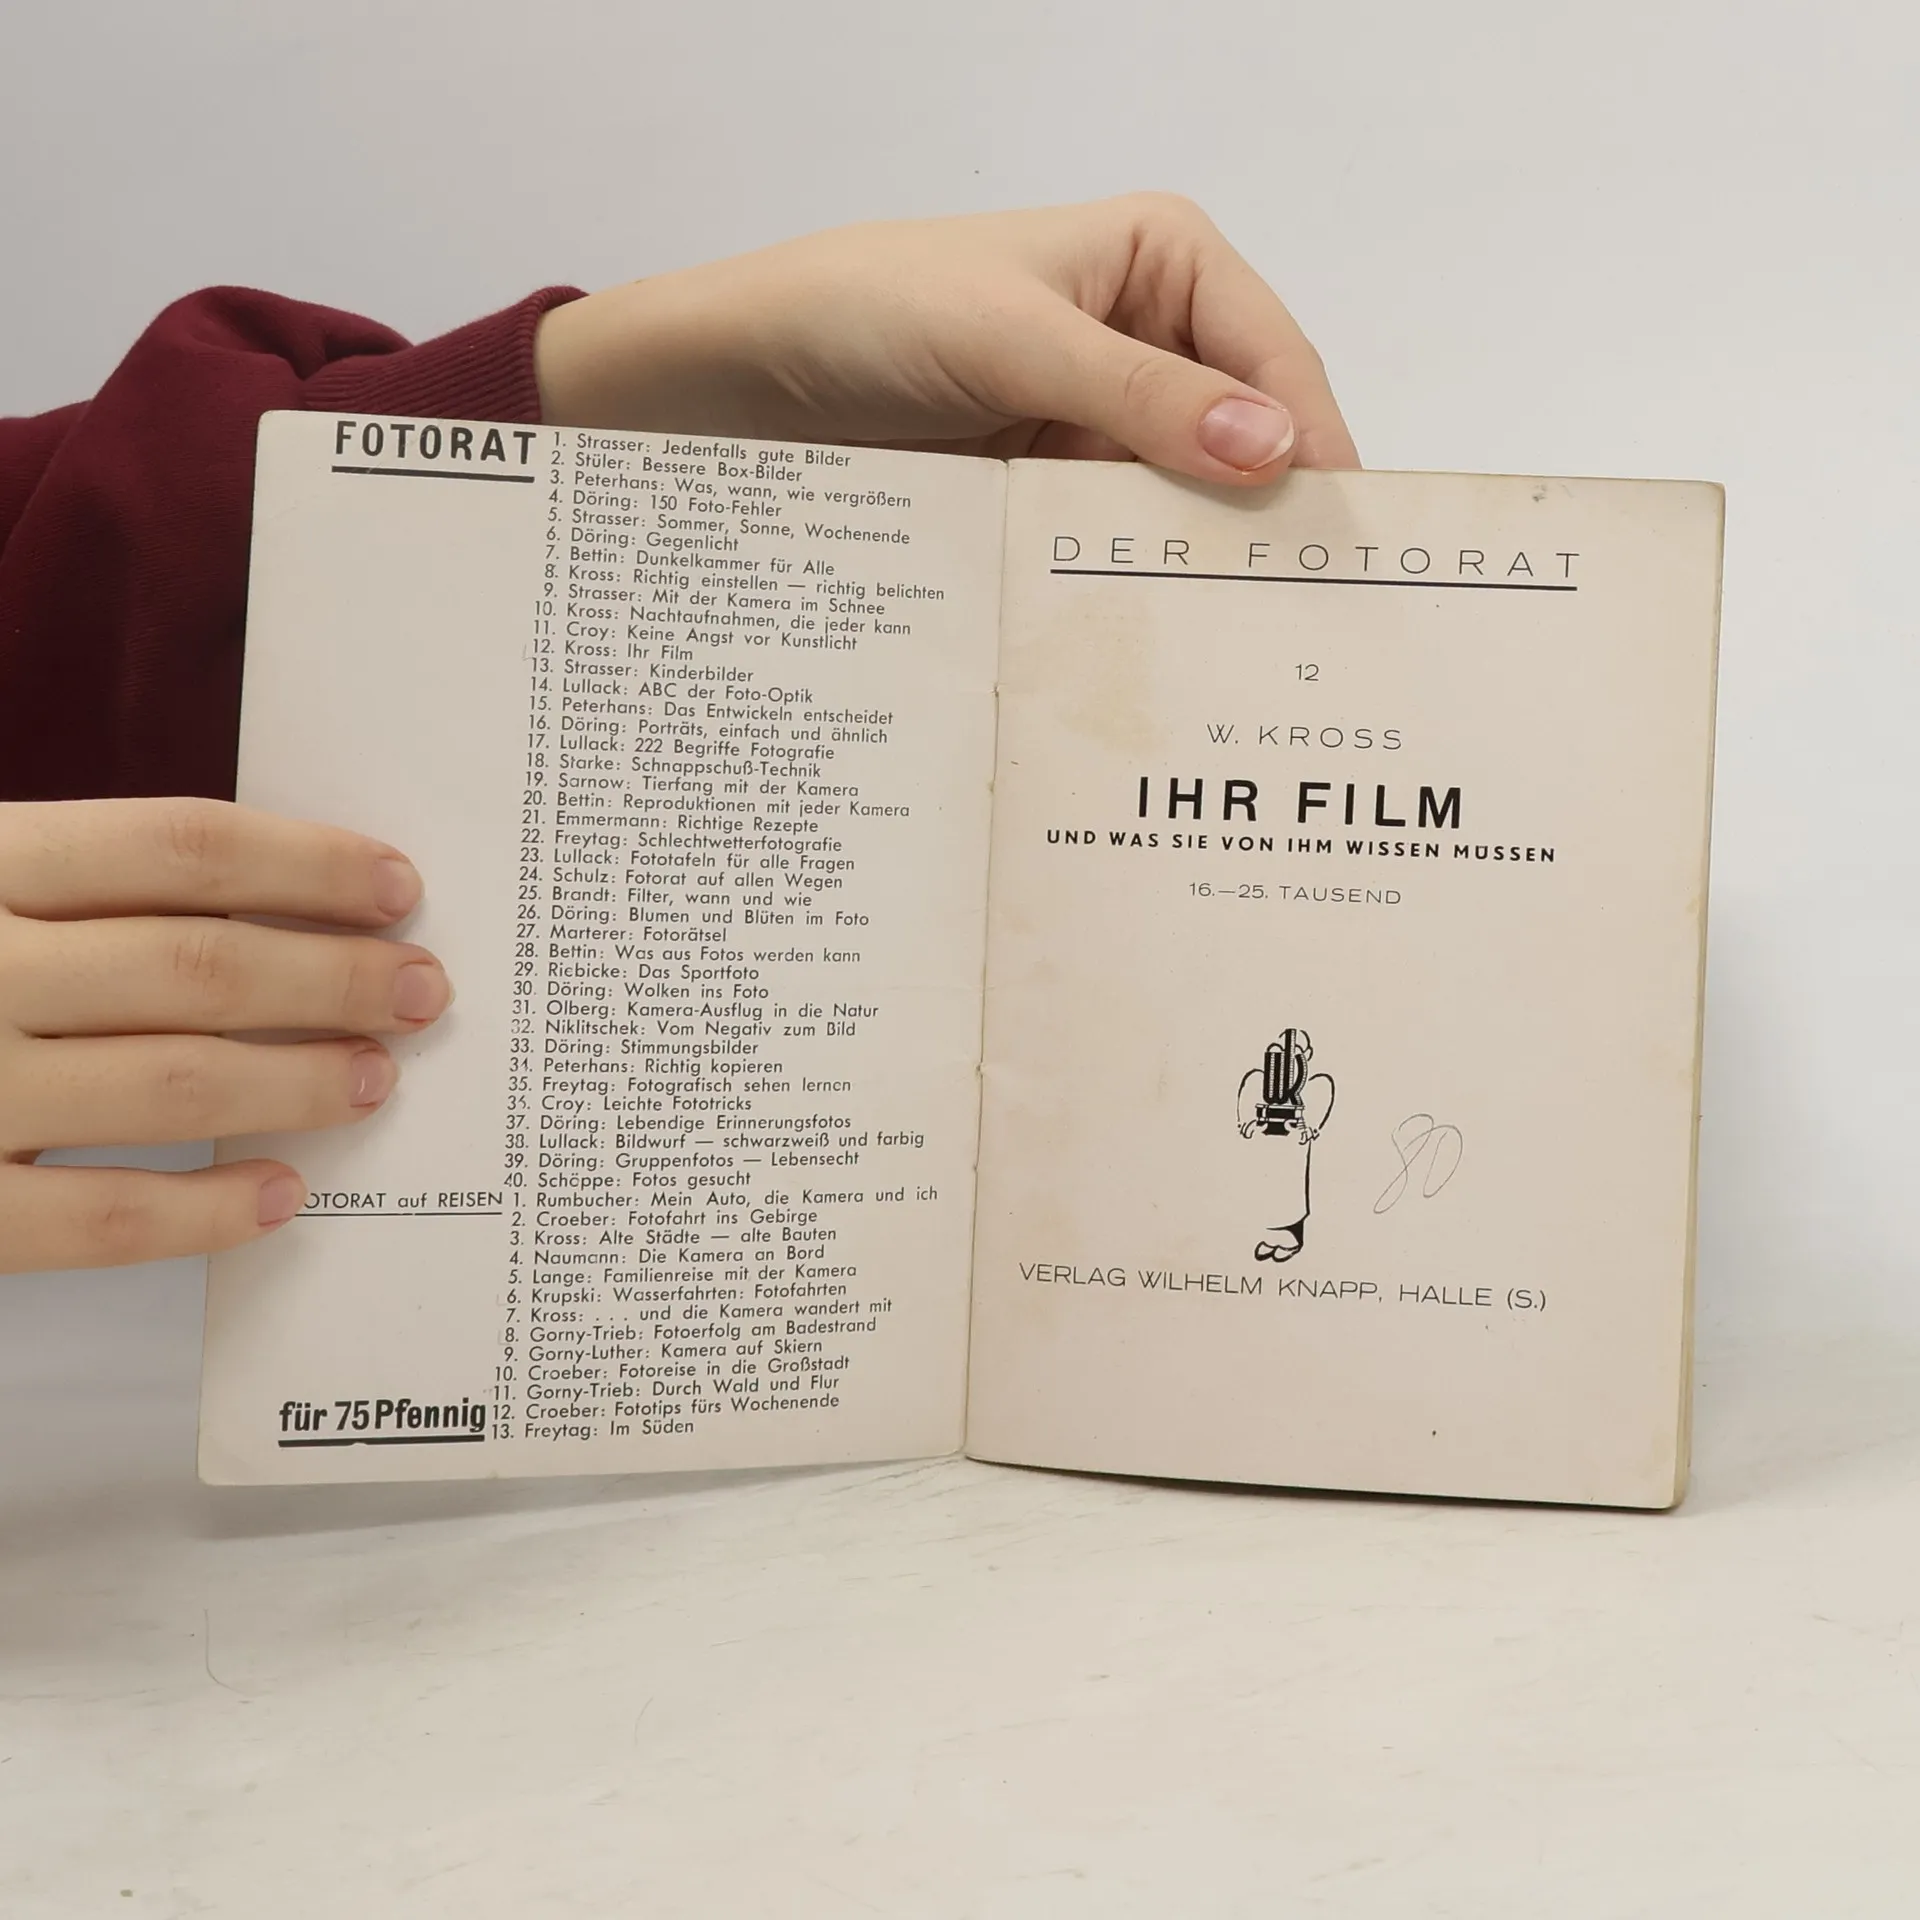 FOTORAT
1. Strasser: Jedenfalls gute Bilder
2. Stüler: Bessere Box-Bilder
3. Peterhans: Was, wann, wie vergrößern
4. Döring: 150 Foto-Fehler
5. Strasser: Sommer, Sonne, Wochenende
6. Döring: Gegenlicht
7. Bettin: Dunkelkammer für Alle
8. Kross: Richtig einstellen — richtig belichten
9. Strasser: Mit der Kamera im Schnee
10. Kross: Nachtaufnahmen, die jeder kann
11. Croy: Keine Angst vor Kunstlicht
12. Kross: Ihr Film
13. Strasser: Kinderbilder
14. Lullack: ABC der Foto-Optik
15. Peterhans: Das Entwickeln entscheidet
16. Döring: Porträts, einfach und ähnlich
17. Lullack: 222 Begriffe Fotografie
18. Starke: Schnappschuß-Technik
19. Sarnow: Tierfang mit der Kamera
20. Bettin: Reproduktionen mit jeder Kamera
21. Emmermann: Richtige Rezepte
22. Freytag: Schlechtwetterfotografie
23. Lullack: Fototafeln für alle Fragen
24. Schulz: Fotorat auf allen Wegen
25. Brandt: Filter, wann und wie
26. Döring: Blumen und Blüten im Foto
27. Marterer: Fotorätsel
28. Bettin: Was aus Fotos werden kann
29. Riebicke: Das Sportfoto
30. Döring: Wolken ins Foto
31. Olberg: Kamera-Ausflug in die Natur
32. Niklitschek: Vom Negativ zum Bild
33. Döring: Stimmungsbilder
34. Peterhans: Richtig kopieren
35. Freytag: Fotografisch sehen lernen
36. Croy: Leichte Fototricks
37. Döring: Lebendige Erinnerungsfotos
38. Lullack: Bildwurf — schwarzweiß und farbig
39. Döring: Gruppenfotos — Lebensecht
40. Schöppe: Fotos gesucht
OTORAT auf REISEN
1. Rumbucher: Mein Auto, die Kamera und ich
2. Croeber: Fotofahrt ins Gebirge
3. Kross: Alte Städte — alte Bauten
4. Naumann: Die Kamera an Bord
5. Lange: Familienreise mit der Kamera
6. Krupski: Wasserfahrten: Fotofahrten
7. Kross: . . . und die Kamera wandert mit
8. Gorny-Trieb: Fotoerfolg am Badestrand
9. Gorny-Luther: Kamera auf Skiern
10. Croeber: Fotoreise in die Großstadt
11. Gorny-Trieb: Durch Wald und Flur
12. Croeber: Fototips fürs Wochenende
13. Freytag: Im Süden
für 75 Pfennig
DER FOTORAT
12
W. KROSS
IHR FILM
UND WAS SIE VON IHM WISSEN MÜSSEN
16.—25. TAUSEND
WK
80
VERLAG WILHELM KNAPP, HALLE (S.)